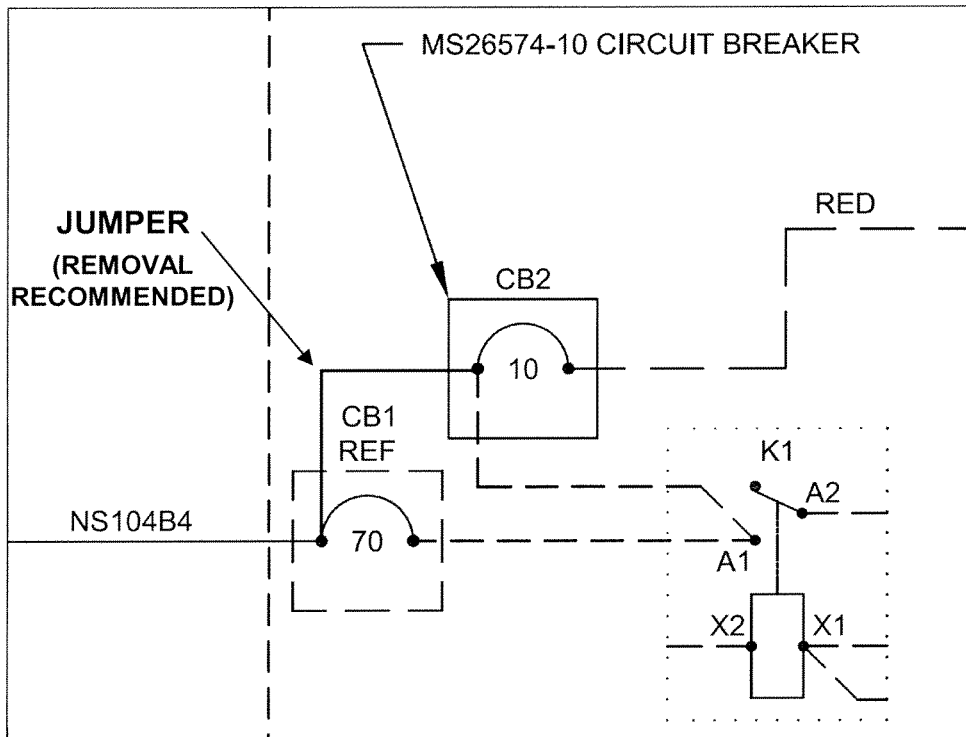 MS26574-10 CIRCUIT BREAKER
RED
JUMPER
(REMOVAL
RECOMMENDED)
CB2
10
CB1
REF
K1
A2
NS104B4
70
A1
X2
X1